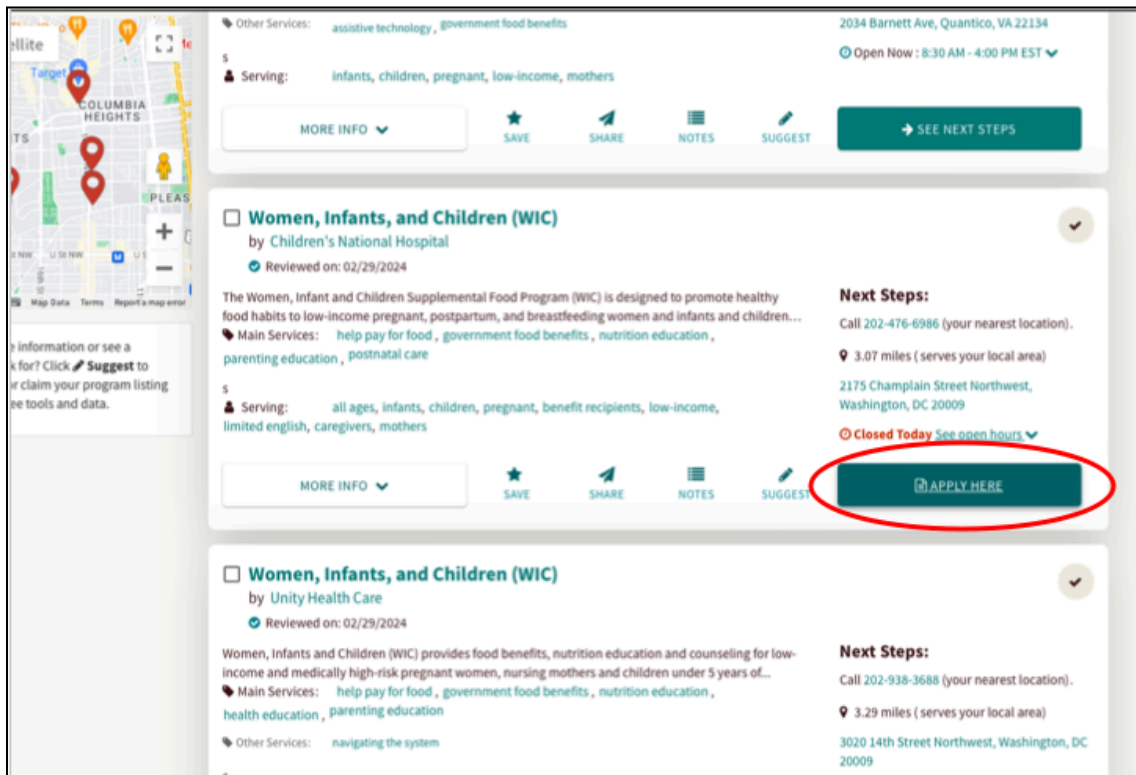 ellite
Target
COLUMBIA
HEIGHTS
TS
PLEAS
U St NW
U S
16th St
M
+
−
Map Data Terms Report a map error
e information or see a
k for? Click Suggest to
or claim your program listing
ee tools and data.
Other Services: assistive technology , government food benefits
s
Serving: infants, children, pregnant, low-income, mothers
2034 Barnett Ave, Quantico, VA 22134
Open Now : 8:30 AM - 4:00 PM EST
MORE INFO
SAVE
SHARE
NOTES
SUGGEST
SEE NEXT STEPS
Women, Infants, and Children (WIC)
by Children's National Hospital
Reviewed on: 02/29/2024
The Women, Infant and Children Supplemental Food Program (WIC) is designed to promote healthy
food habits to low-income pregnant, postpartum, and breastfeeding women and infants and children...
Main Services: help pay for food , government food benefits , nutrition education ,
parenting education , postnatal care
s
Serving: all ages, infants, children, pregnant, benefit recipients, low-income,
limited english, caregivers, mothers
Next Steps:
Call 202-476-6986 (your nearest location).
3.07 miles ( serves your local area)
2175 Champlain Street Northwest,
Washington, DC 20009
Closed Today See open hours
MORE INFO
SAVE
SHARE
NOTES
SUGGEST
APPLY HERE
Women, Infants, and Children (WIC)
by Unity Health Care
Reviewed on: 02/29/2024
Women, Infants and Children (WIC) provides food benefits, nutrition education and counseling for low-
income and medically high-risk pregnant women, nursing mothers and children under 5 years of...
Main Services: help pay for food , government food benefits , nutrition education ,
health education , parenting education
Other Services: navigating the system
Next Steps:
Call 202-938-3688 (your nearest location).
3.29 miles ( serves your local area)
3020 14th Street Northwest, Washington, DC
20009